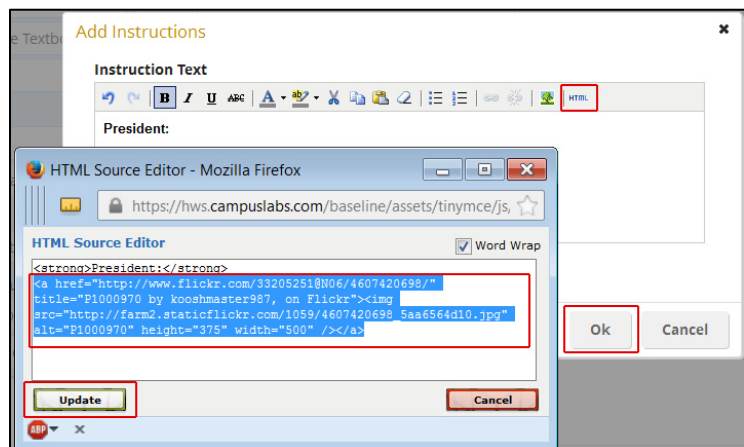 e Textbo
Add Instructions
Instruction Text
B I U ABC A ab HTML
President:
HTML Source Editor - Mozilla Firefox
https://hws.campuslabs.com/baseline/assets/tinymce/js,
HTML Source Editor
Word Wrap
<strong>President:</strong>
<a href="http://www.flickr.com/33205251@N06/4607420698/"
title="P1000970 by kooshmaster987, on Flickr"><img
src="http://farm2.staticflickr.com/1059/4607420698_5aa6564d10.jpg"
alt="P1000970" height="375" width="500" /></a>
Ok
Cancel
Update
Cancel
ABP